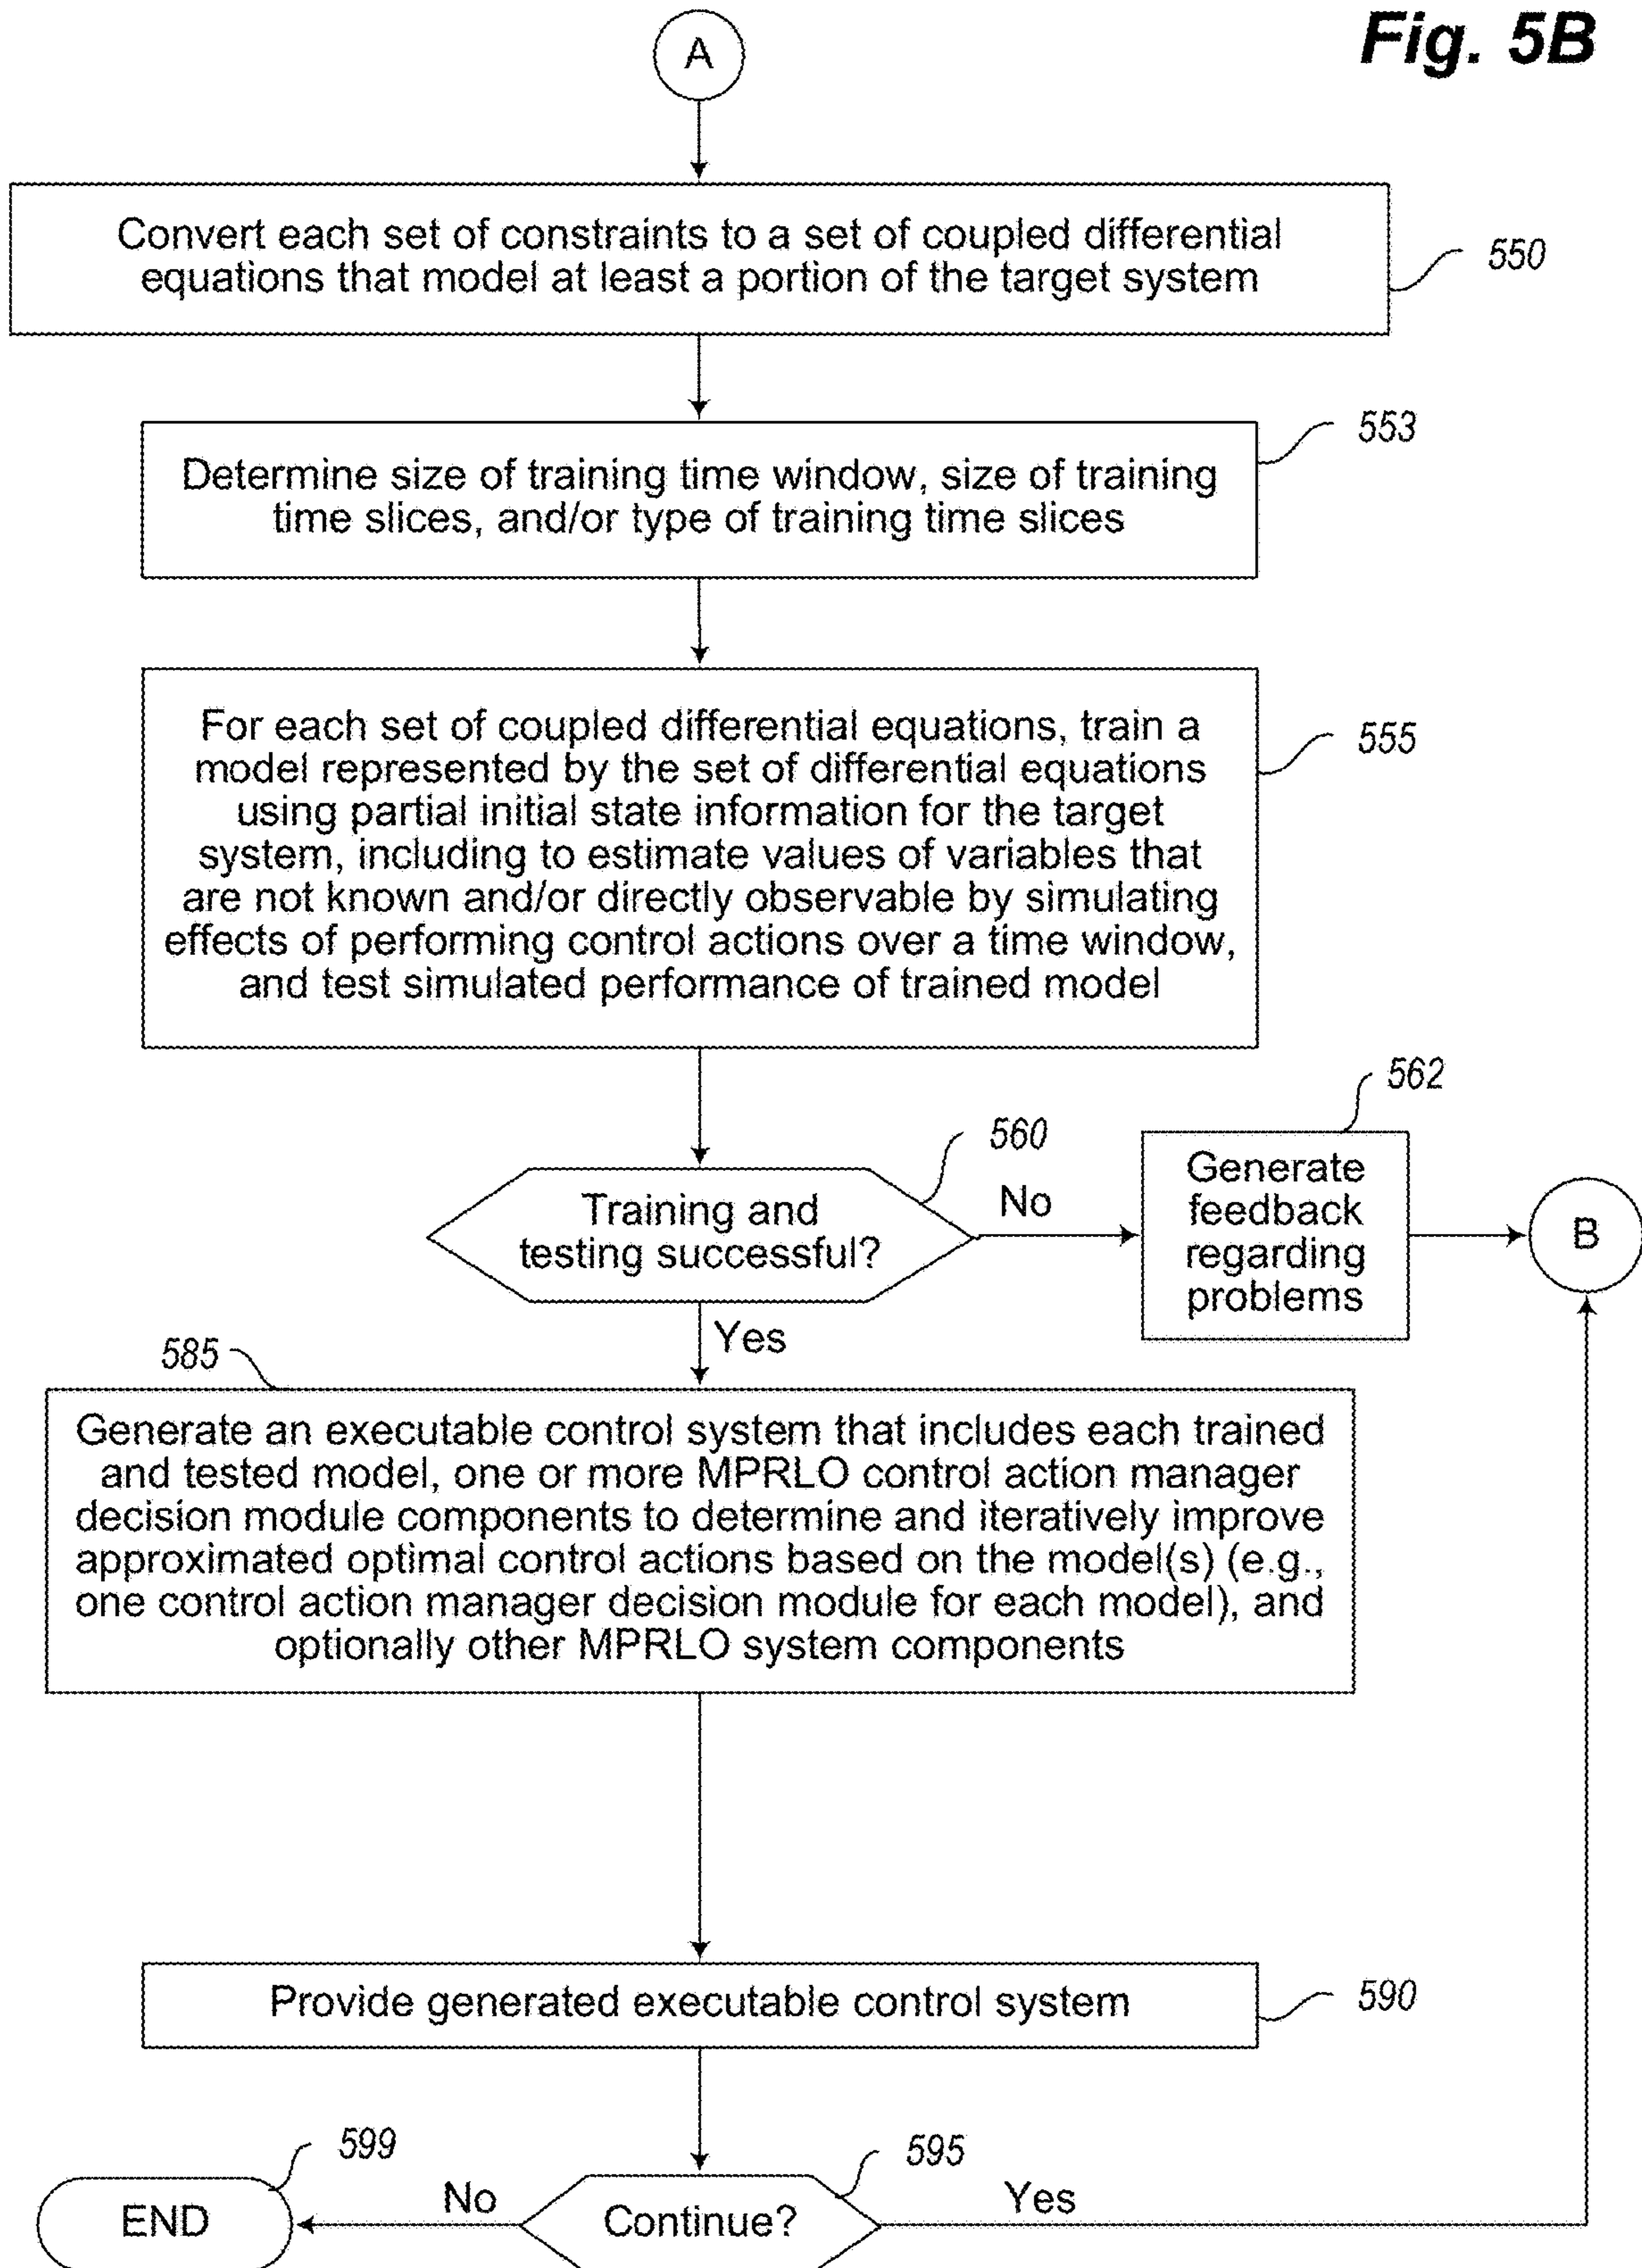 Fig. 5B
A
Convert each set of constraints to a set of coupled differential
equations that model at least a portion of the target system
550
553
Determine size of training time window, size of training
time slices, and/or type of training time slices
For each set of coupled differential equations, train a
model represented by the set of differential equations
using partial initial state information for the target
system, including to estimate values of variables that
are not known and/or directly observable by simulating
effects of performing control actions over a time window,
and test simulated performance of trained model
555
562
560
Training and
testing successful?
No
Generate
feedback
regarding
problems
B
Yes
585
Generate an executable control system that includes each trained
and tested model, one or more MPRLO control action manager
decision module components to determine and iteratively improve
approximated optimal control actions based on the model(s) (e.g.,
one control action manager decision module for each model), and
optionally other MPRLO system components
Provide generated executable control system
590
599
595
END
No
Continue?
Yes